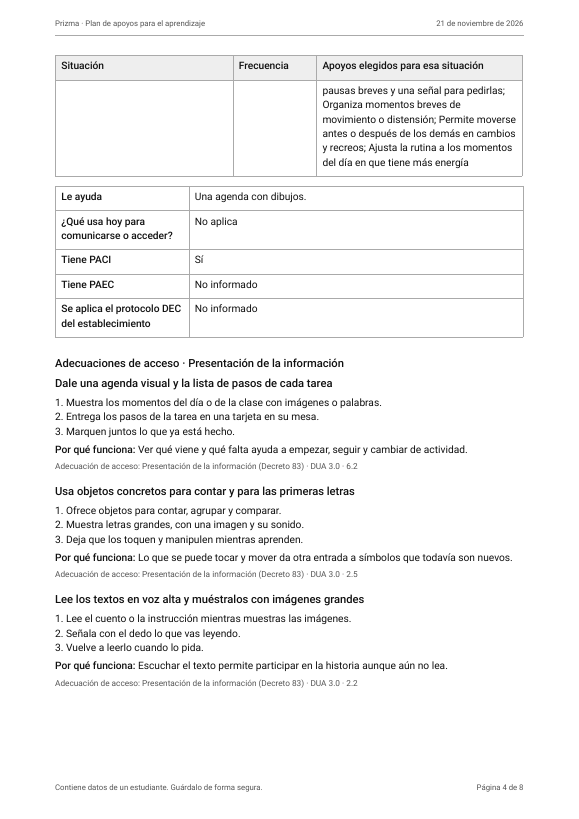 Prizma · Plan de apoyos para el aprendizaje
21 de noviembre de 2026
Situación
Frecuencia
Apoyos elegidos para esa situación
pausas breves y una señal para pedirlas;
Organiza momentos breves de
movimiento o distensión; Permite moverse
antes o después de los demás en cambios
y recreos; Ajusta la rutina a los momentos
del día en que tiene más energía
Le ayuda
Una agenda con dibujos.
¿Qué usa hoy para
comunicarse o acceder?
No aplica
Tiene PACI
Sí
Tiene PAEC
No informado
Se aplica el protocolo DEC
del establecimiento
No informado
Adecuaciones de acceso · Presentación de la información
Dale una agenda visual y la lista de pasos de cada tarea
1. Muestra los momentos del día o de la clase con imágenes o palabras.
2. Entrega los pasos de la tarea en una tarjeta en su mesa.
3. Marquen juntos lo que ya está hecho.
Por qué funciona: Ver qué viene y qué falta ayuda a empezar, seguir y cambiar de actividad.
Adecuación de acceso: Presentación de la información (Decreto 83) · DUA 3.0 · 6.2
Usa objetos concretos para contar y para las primeras letras
1. Ofrece objetos para contar, agrupar y comparar.
2. Muestra letras grandes, con una imagen y su sonido.
3. Deja que los toquen y manipulen mientras aprenden.
Por qué funciona: Lo que se puede tocar y mover da otra entrada a símbolos que todavía son nuevos.
Adecuación de acceso: Presentación de la información (Decreto 83) · DUA 3.0 · 2.5
Lee los textos en voz alta y muéstralos con imágenes grandes
1. Lee el cuento o la instrucción mientras muestras las imágenes.
2. Señala con el dedo lo que vas leyendo.
3. Vuelve a leerlo cuando lo pida.
Por qué funciona: Escuchar el texto permite participar en la historia aunque aún no lea.
Adecuación de acceso: Presentación de la información (Decreto 83) · DUA 3.0 · 2.2
Contiene datos de un estudiante. Guárdalo de forma segura.
Página 4 de 8